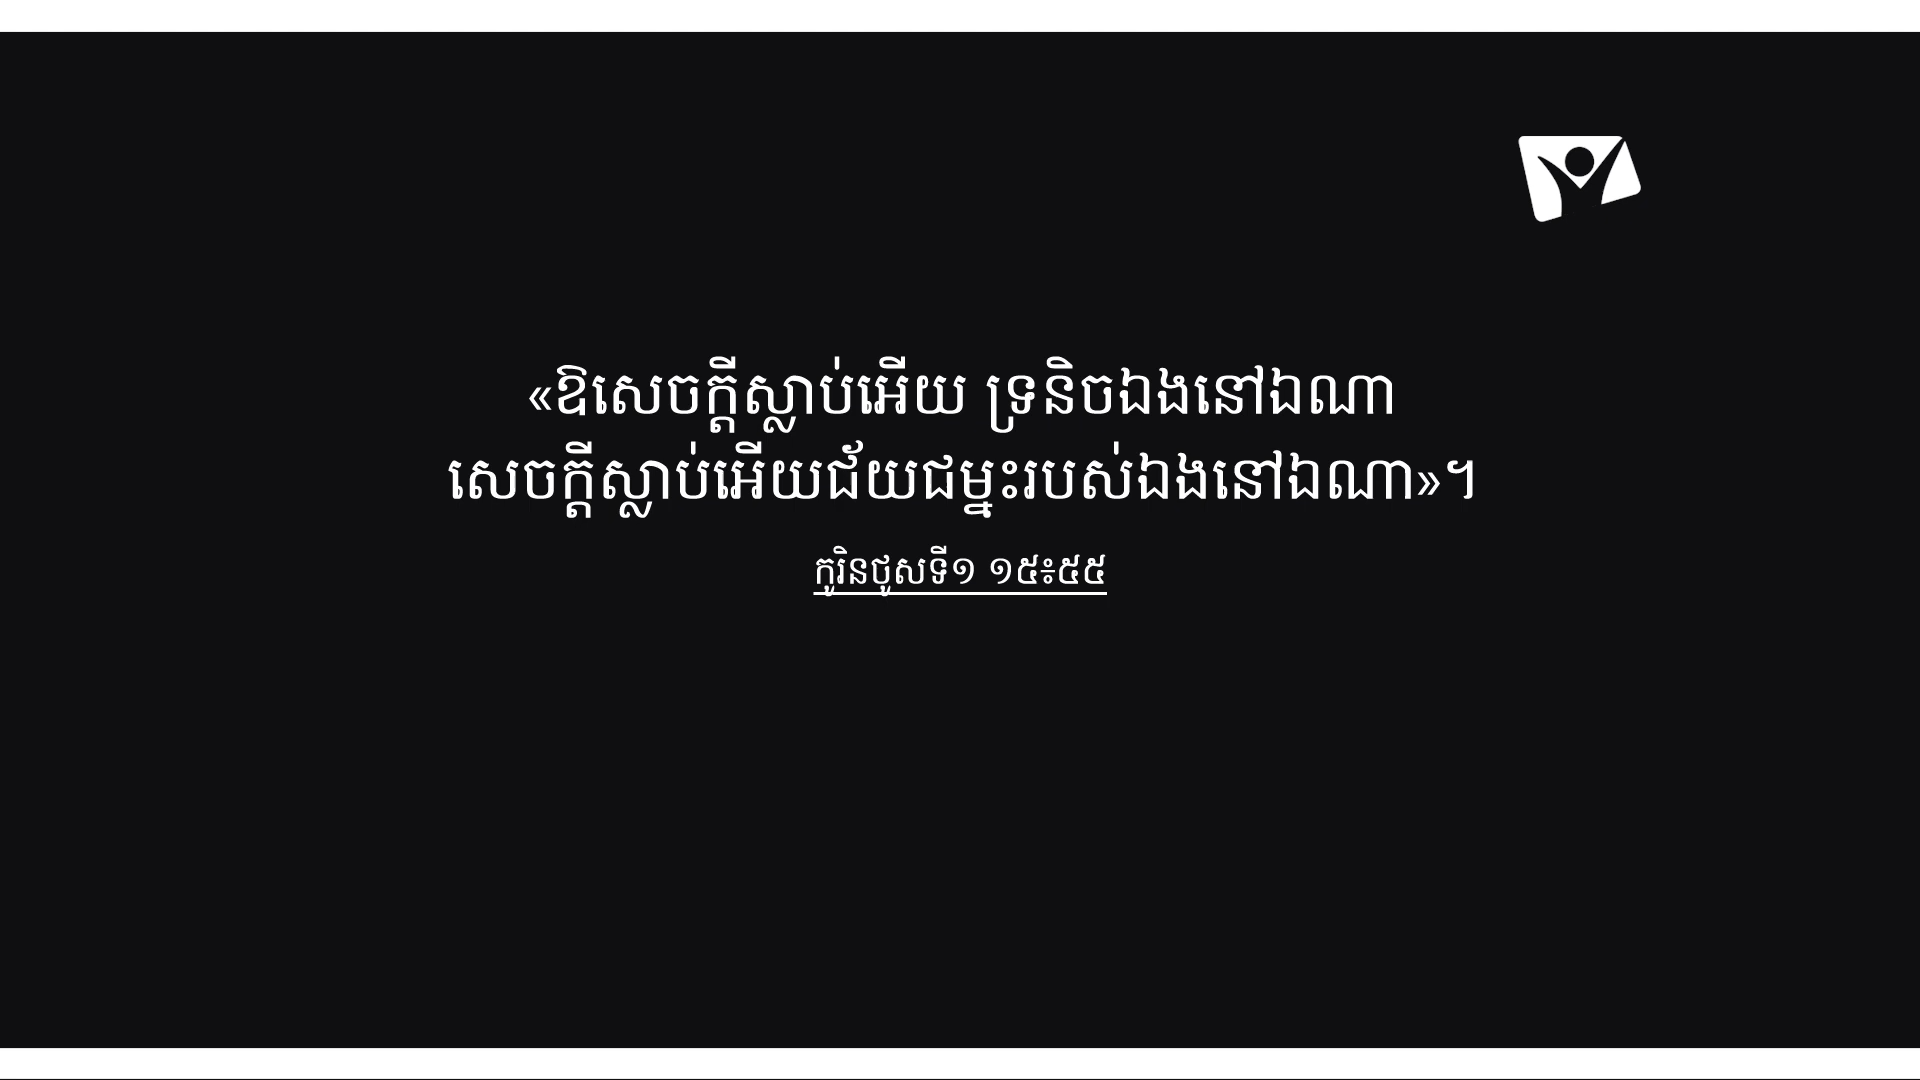 «ឱសេចក្ដីស្លាប់អើយ ទ្រនិចឯងនៅឯណា
សេចក្ដីស្លាប់អើយជ័យជម្នះរបស់ឯងនៅឯណា»។
កូរិនថូសទី១ ១៥៖៥៥